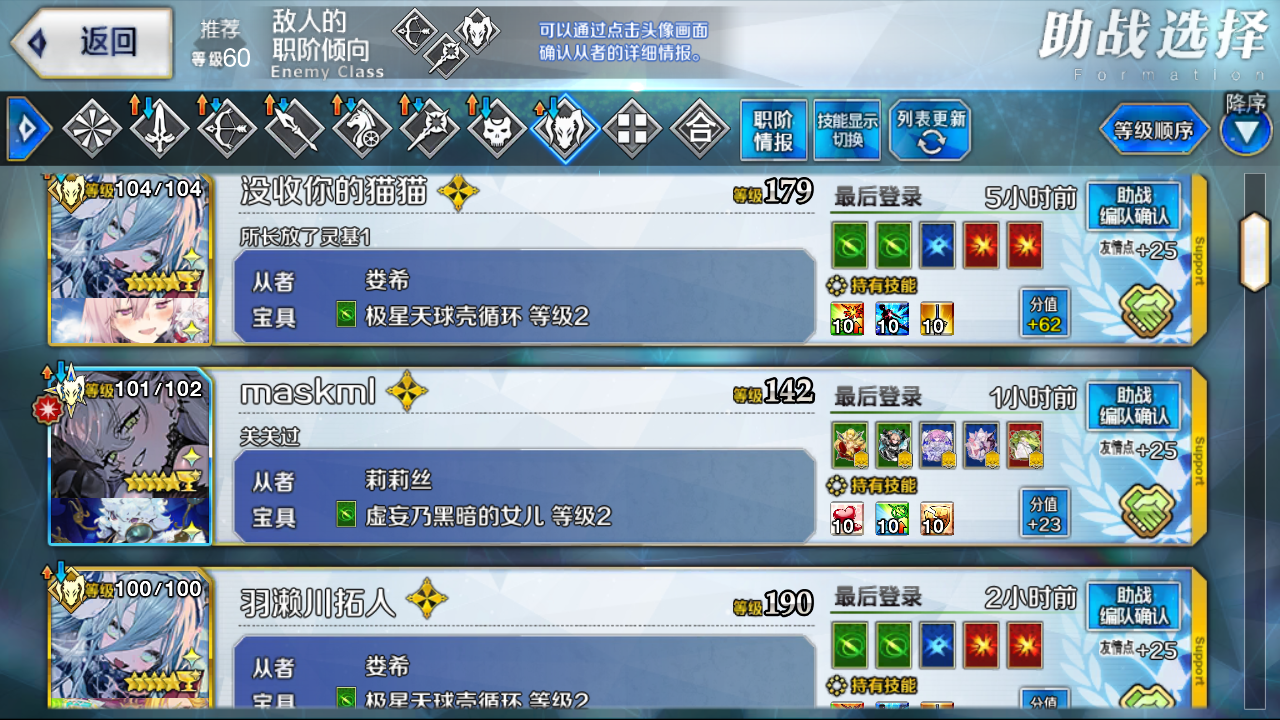 返回
推荐
等级60
敌人的
职阶倾向
Enemy Class
可以通过点击头像画面
确认从者的详细情报。
助战选择
Formation
合
职阶
情报
技能显示
切换
列表更新
等级顺序
降序
等级104/104
没收你的猫猫
等级179
最后登录
5小时前
助战
编队确认
所长放了灵基1
友情点+25
Support
从者
娄希
持有技能
宝具
极星天球壳循环 等级2
10
10
10
分值
+62
等级101/102
maskml
等级142
最后登录
1小时前
助战
编队确认
关关过
友情点+25
Support
从者
莉莉丝
持有技能
宝具
虚妄乃黑暗的女儿 等级2
10
10
10
分值
+23
等级100/100
羽濑川拓人
等级190
最后登录
2小时前
助战
编队确认
友情点+25
Support
从者
娄希
持有技能
宝具
极星天球壳循环 等级2
分值